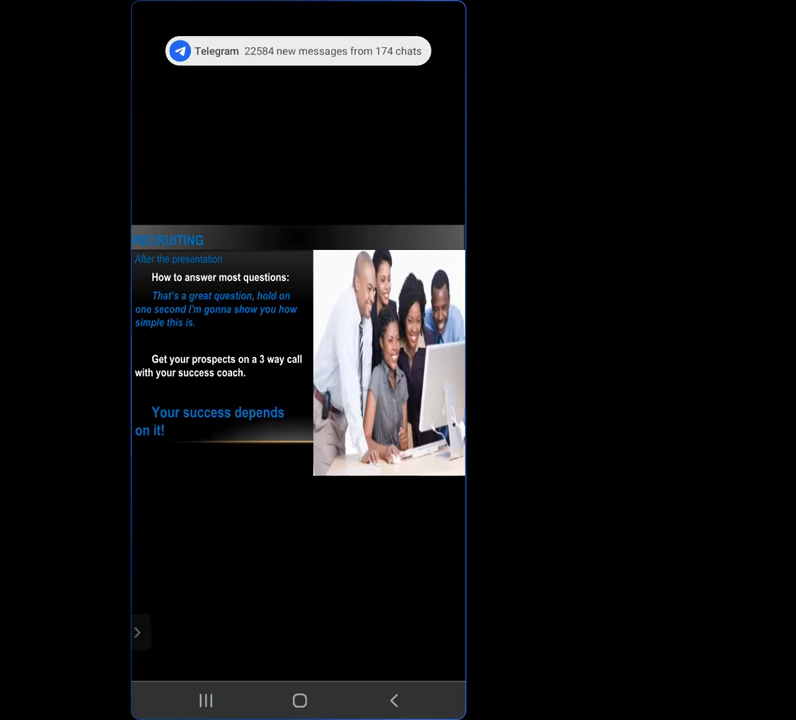 Telegram 22584 new messages from 174 chats
RECRUITING
After the presentation
How to answer most questions:
That's a great question, hold on
one second I'm gonna show you how
simple this is.
Get your prospects on a 3 way call
with your success coach.
Your success depends
on it!